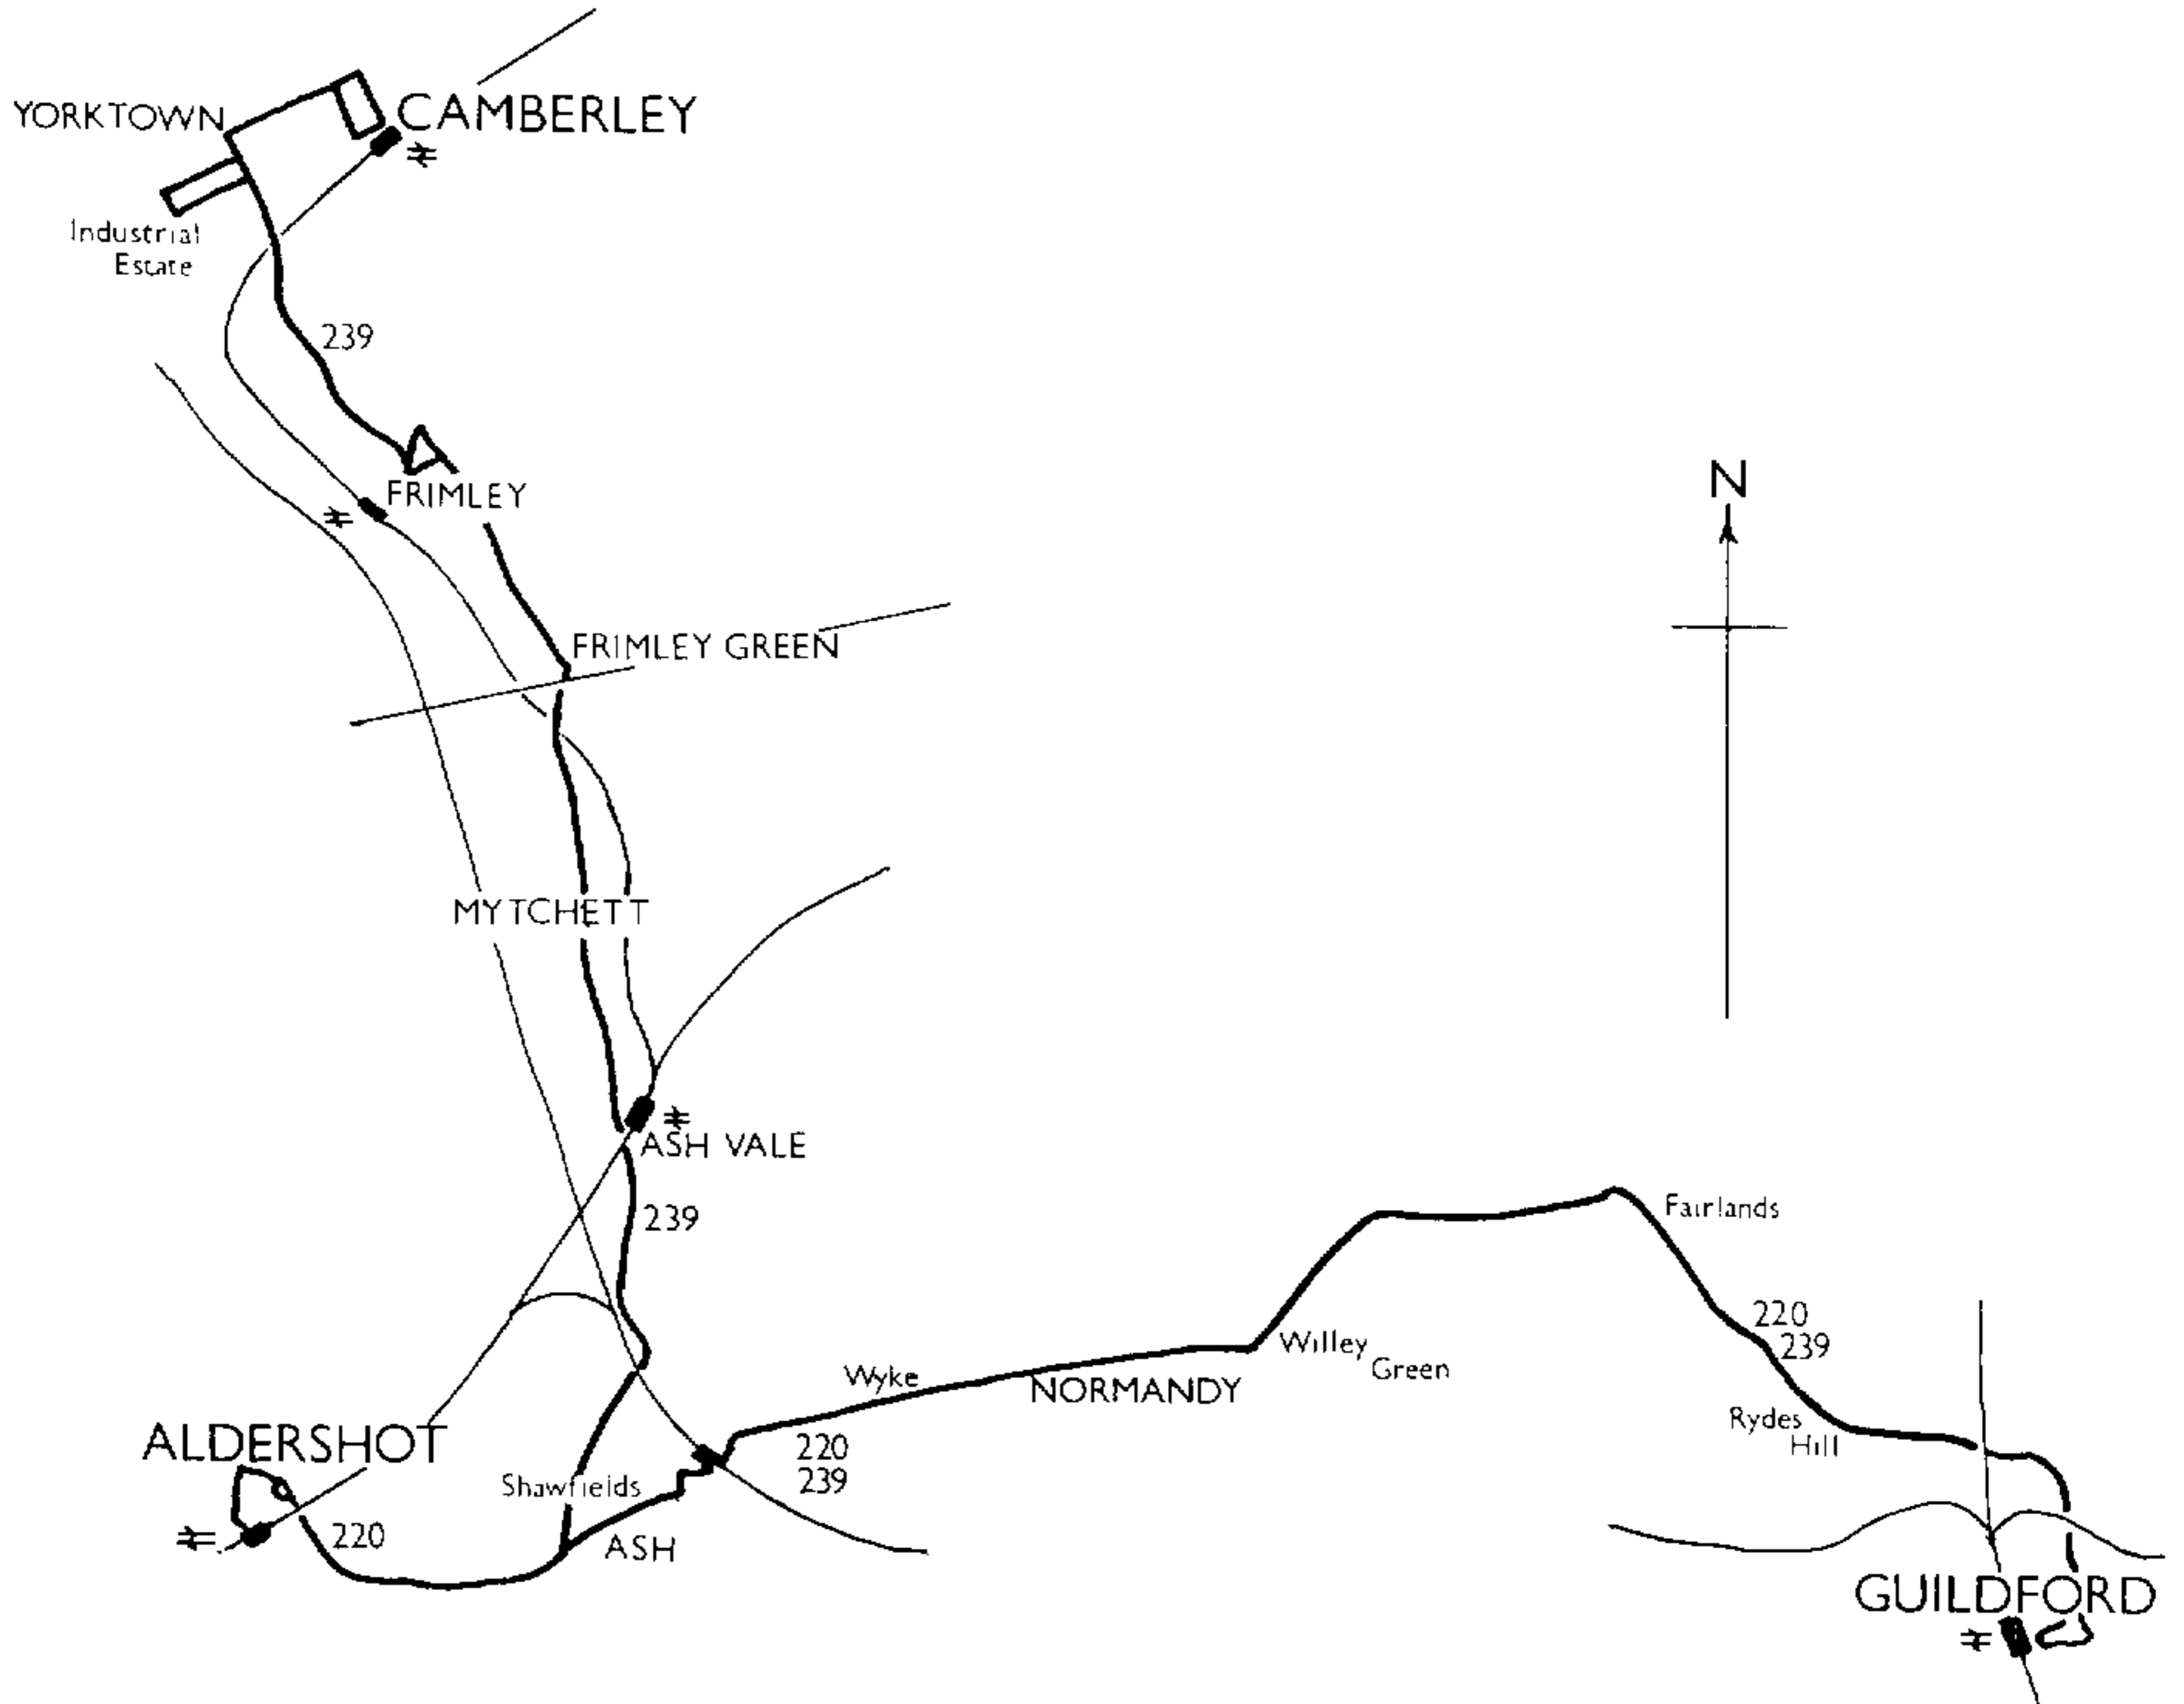 CAMBERLEY
YORKTOWN
Industrial
Estate
239
FRIMLEY
N
FRIMLEY GREEN
MYTCHETT
ASH VALE
239
Fairlands
220
239
Willey
Green
Wyke
NORMANDY
Rydes
Hill
ALDERSHOT
220
239
Shawfields
220
ASH
GUILDFORD